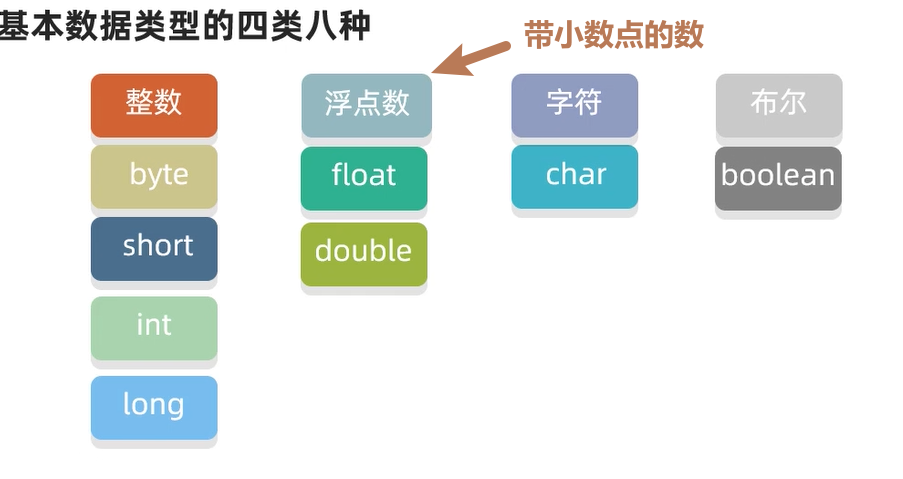 基本数据类型的四类八种
带小数点的数
整数
浮点数
字符
布尔
byte
float
char
boolean
short
double
int
long